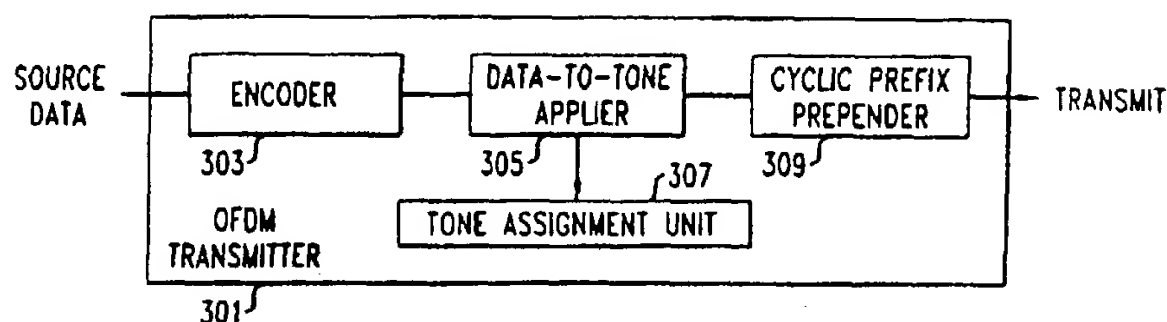 SOURCE
DATA
ENCODER
303
DATA-TO-TONE
APPLIER
305
CYCLIC PREFIX
PREPENDER
309
TRANSMIT
307
TONE ASSIGNMENT UNIT
OFDM
TRANSMITTER
301